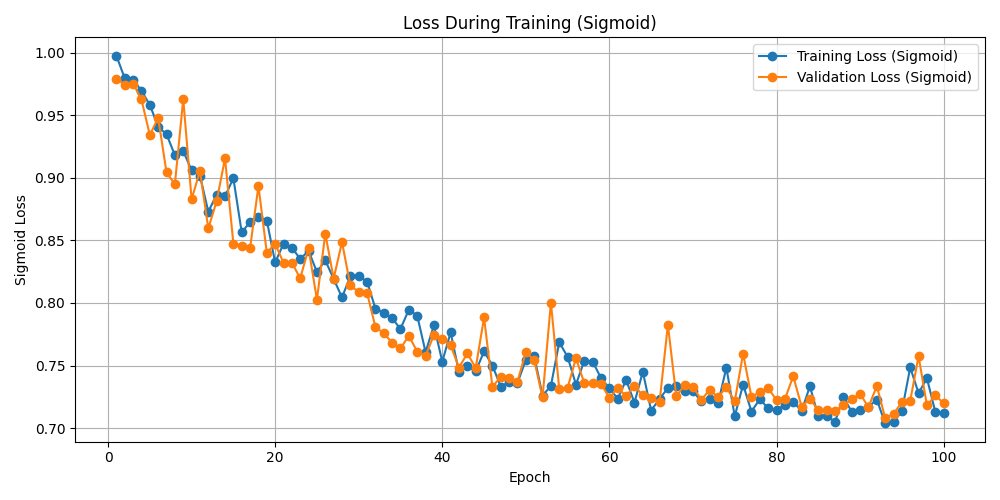 Loss During Training (Sigmoid)
Training Loss (Sigmoid)
Validation Loss (Sigmoid)
Sigmoid Loss
1.00
0.95
0.90
0.85
0.80
0.75
0.70
0 20 40 60 80 100
Epoch